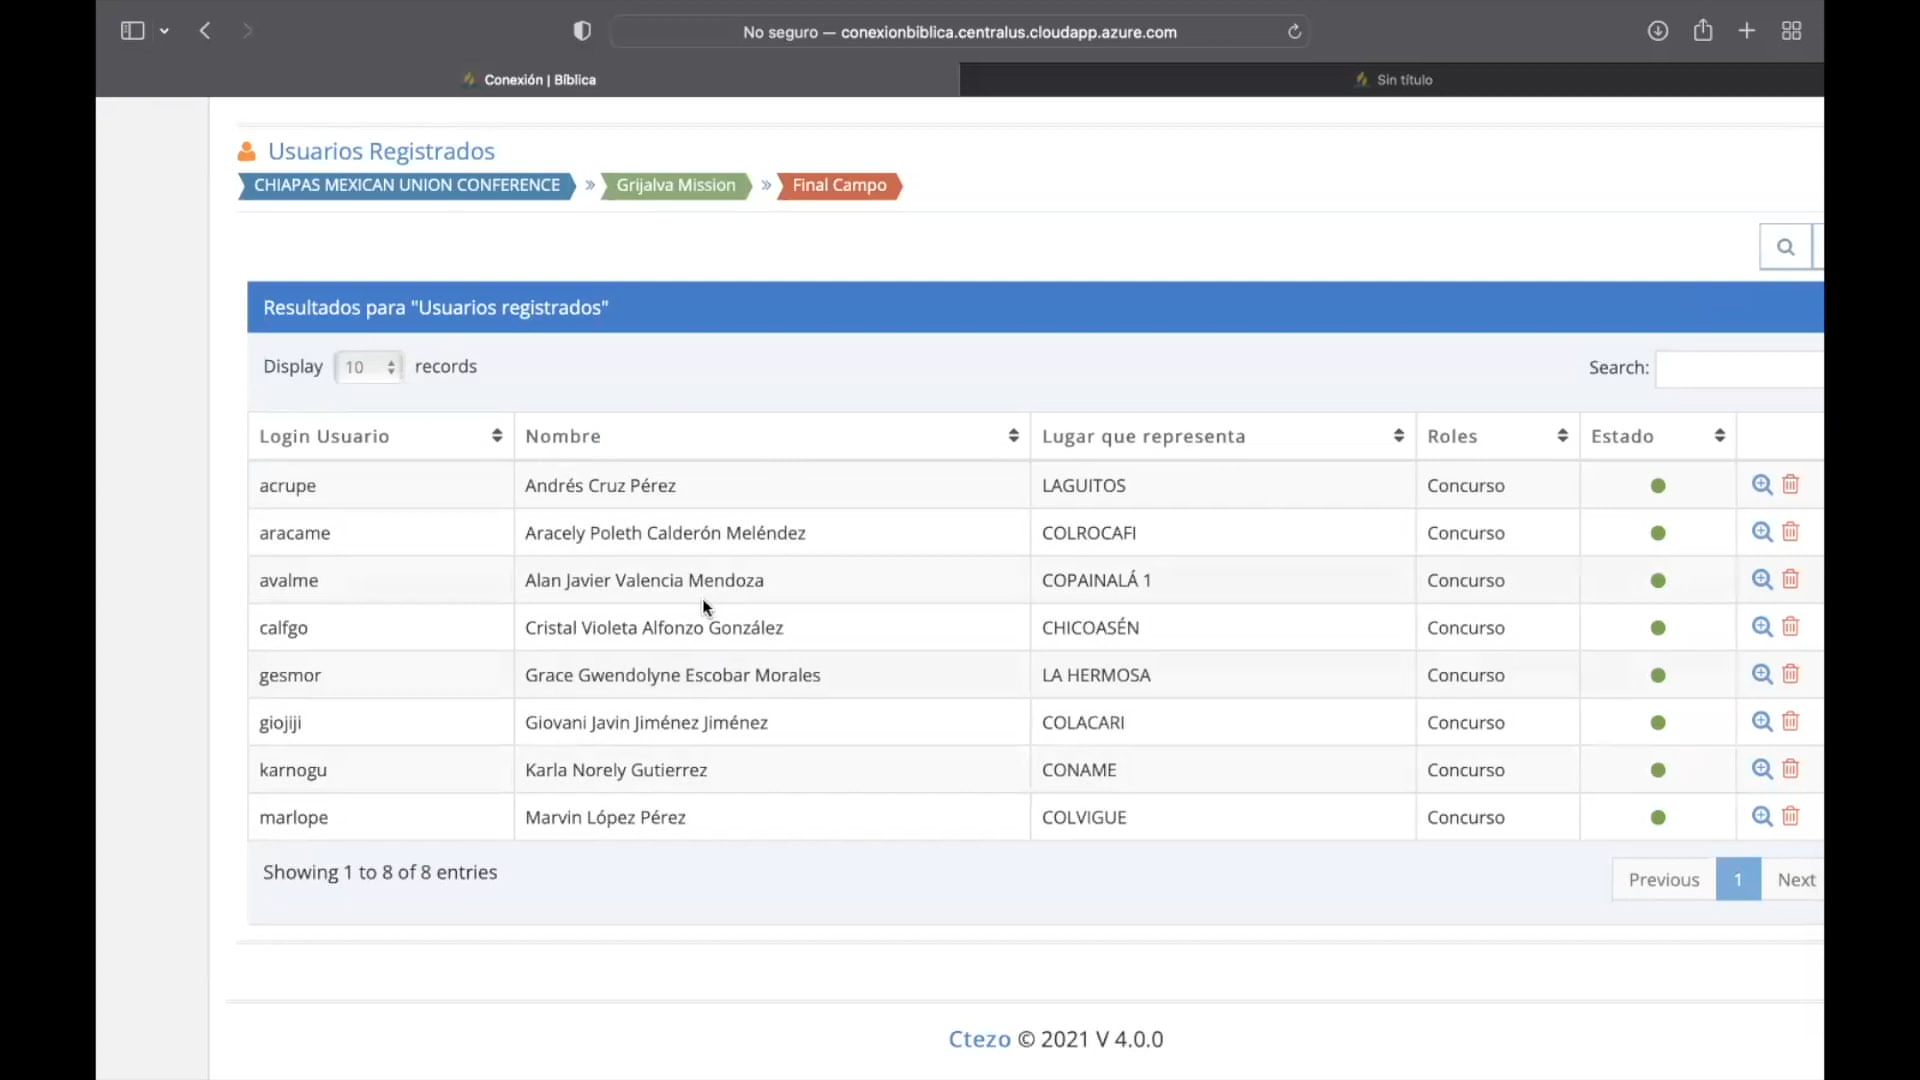 No seguro — conexionbiblica.centralus.cloudapp.azure.com
Conexión | Bíblica
Sin título
Usuarios Registrados
CHIAPAS MEXICAN UNION CONFERENCE » Grijalva Mission » Final Campo
Resultados para "Usuarios registrados"
Display 10 records
Search:
Login Usuario Nombre Lugar que representa Roles Estado
acrupe Andrés Cruz Pérez LAGUITOS Concurso
aracame Aracely Poleth Calderón Meléndez COLROCAFI Concurso
avalme Alan Javier Valencia Mendoza COPAINALÁ 1 Concurso
calfgo Cristal Violeta Alfonzo González CHICOASÉN Concurso
gesmor Grace Gwendolyne Escobar Morales LA HERMOSA Concurso
giojiji Giovani Javin Jiménez Jiménez COLACARI Concurso
karnogu Karla Norely Gutierrez CONAME Concurso
marlope Marvin López Pérez COLVIGUE Concurso
Showing 1 to 8 of 8 entries
Previous 1 Next
Ctezo © 2021 V 4.0.0